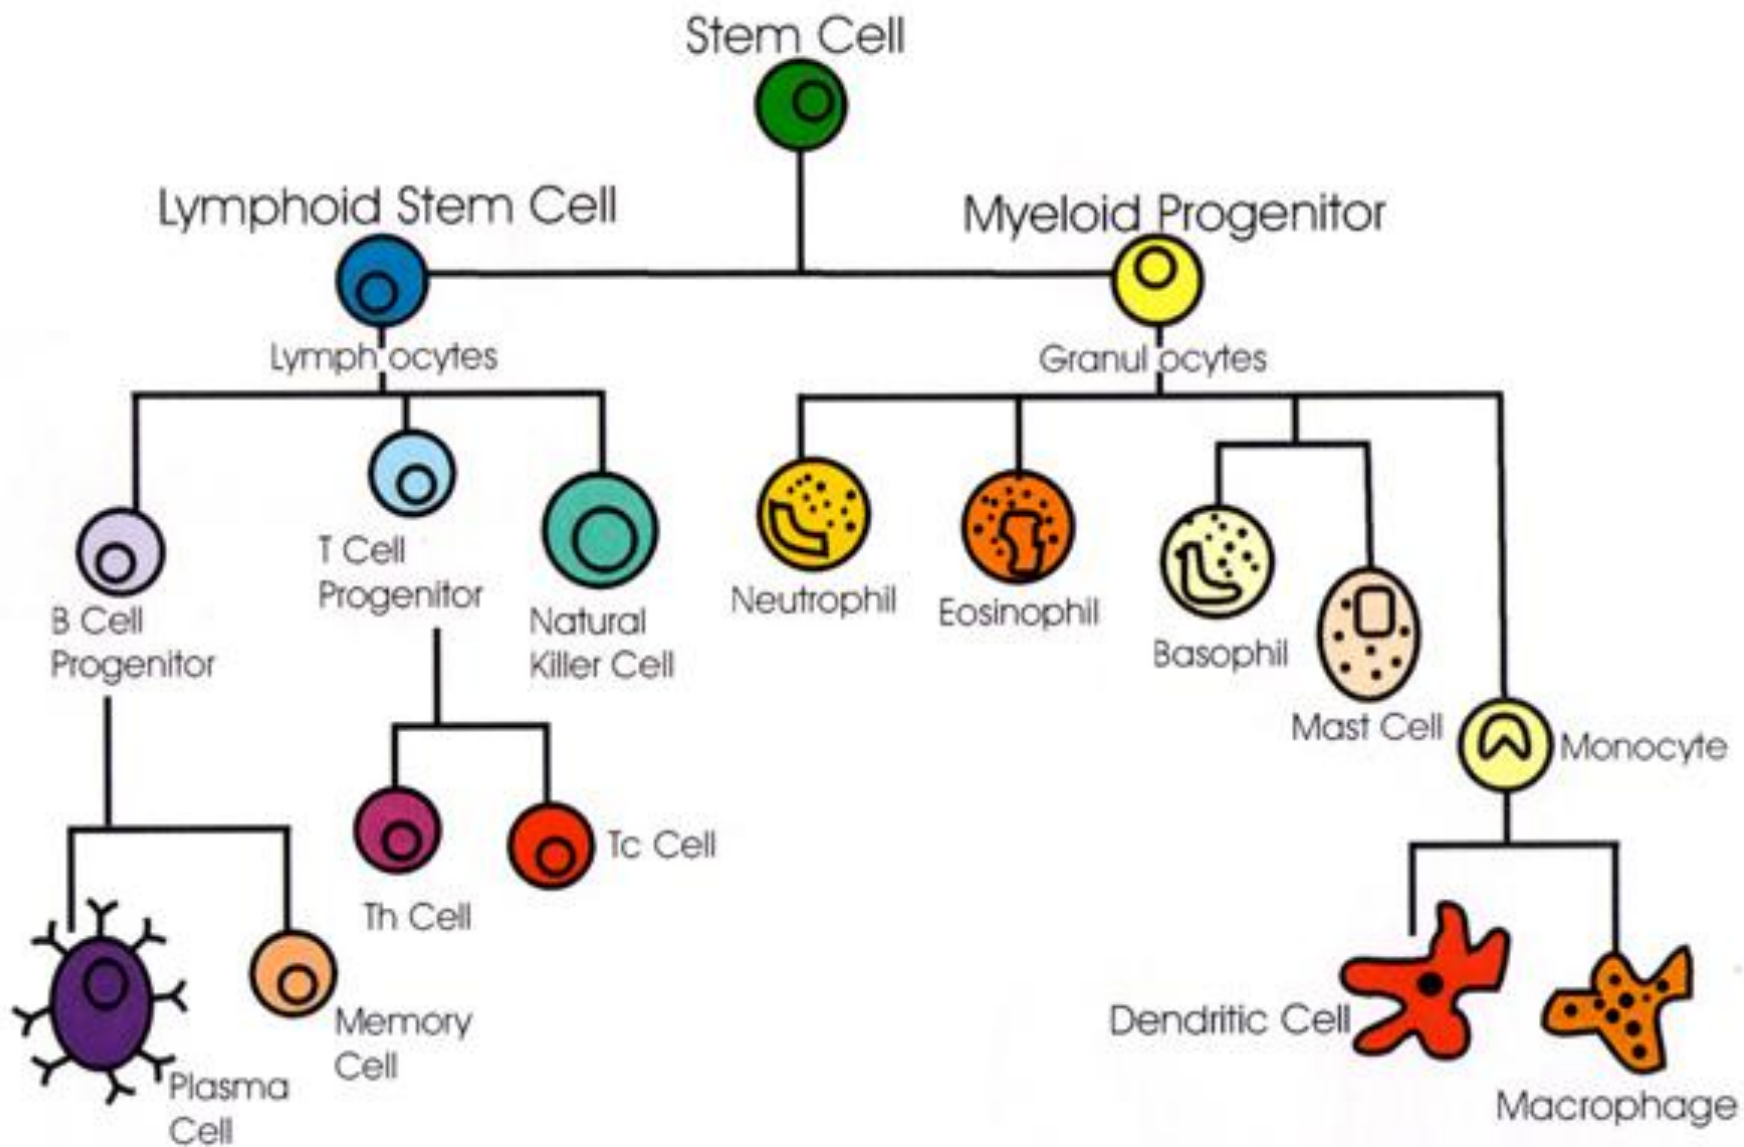 Stem Cell
Lymphoid Stem Cell
Myeloid Progenitor
Lymph ocytes
Granul ocytes
B Cell
Progenitor
T Cell
Progenitor
Natural
Killer Cell
Neutrophil
Eosinophil
Basophil
Mast Cell
Monocyte
Th Cell
Tc Cell
Plasma
Cell
Memory
Cell
Dendritic Cell
Macrophage